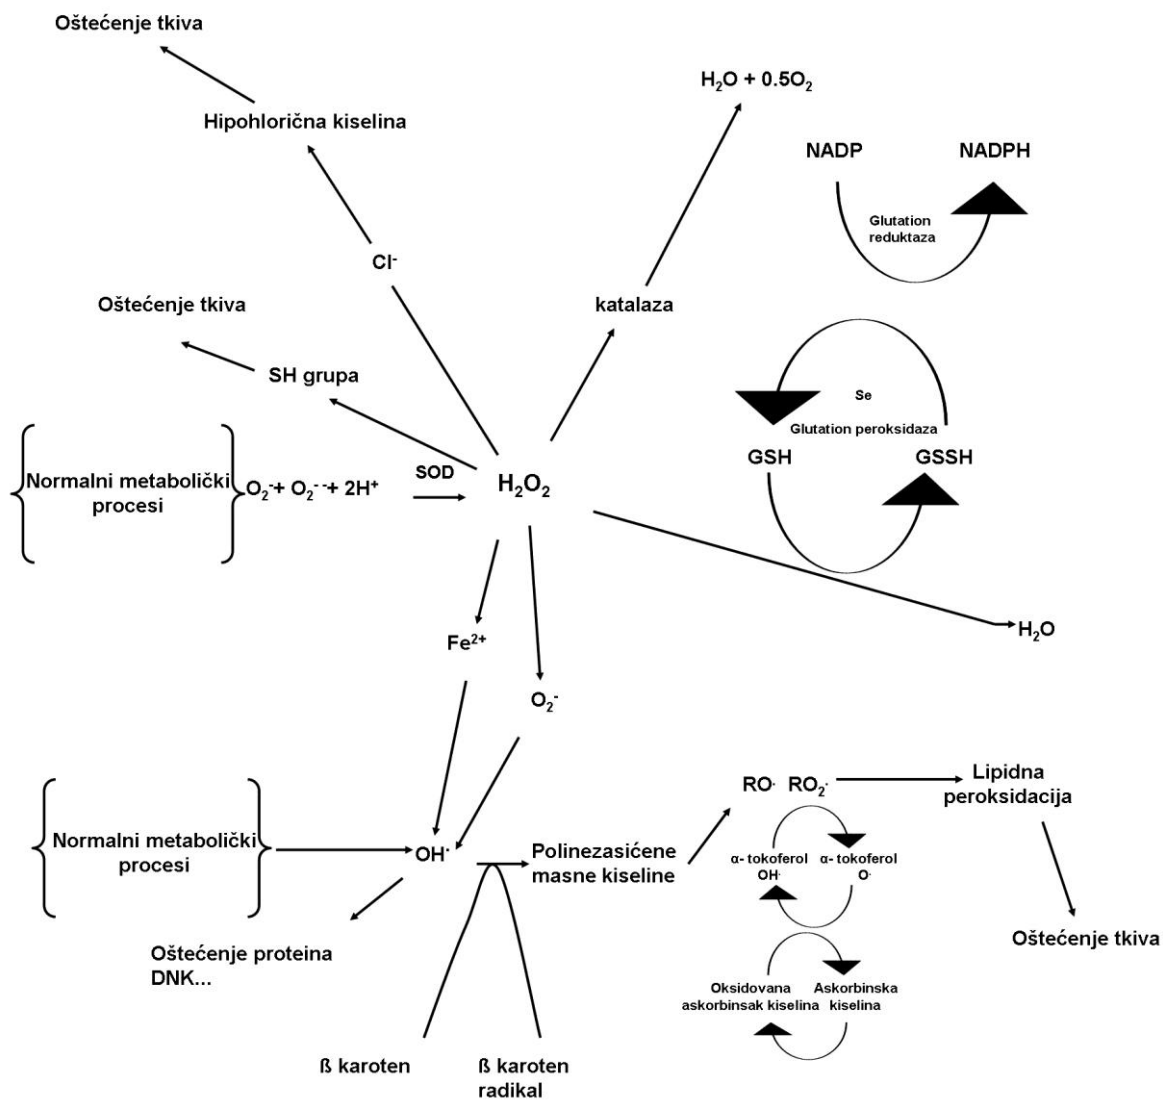 Oštećenje tkiva
H₂O + 0.5O₂
Hipohlorična kiselina
NADP
NADPH
Glutation
reduktaza
Cl⁻
Oštećenje tkiva
katalaza
SH grupa
Se
Glutation peroksidaza
GSH
GSSH
Normalni metabolički
procesi
O₂⁻+ O₂⁻ ⁻+ 2H⁺
SOD
H₂O₂
H₂O
Fe²⁺
O₂⁻
Normalni metabolički
procesi
OH·
Polinezasićene
masne kiseline
RO· RO₂·
Lipidna
peroksidacija
α- tokoferol
OH·
α- tokoferol
O·
Oštećenje tkiva
Oštećenje proteina
DNK...
Oksidovana
askorbinsak kiselina
Askorbinska
kiselina
ß karoten
ß karoten
radikal